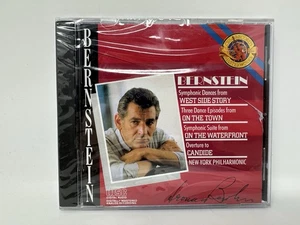 BERNSTEIN
BERNSTEIN
Symphonic Dances from
WEST SIDE STORY
Three Dance Episodes from
ON THE TOWN
Symphonic Suite from
ON THE WATERFRONT
Overture to
CANDIDE
NEW YORK PHILHARMONIC